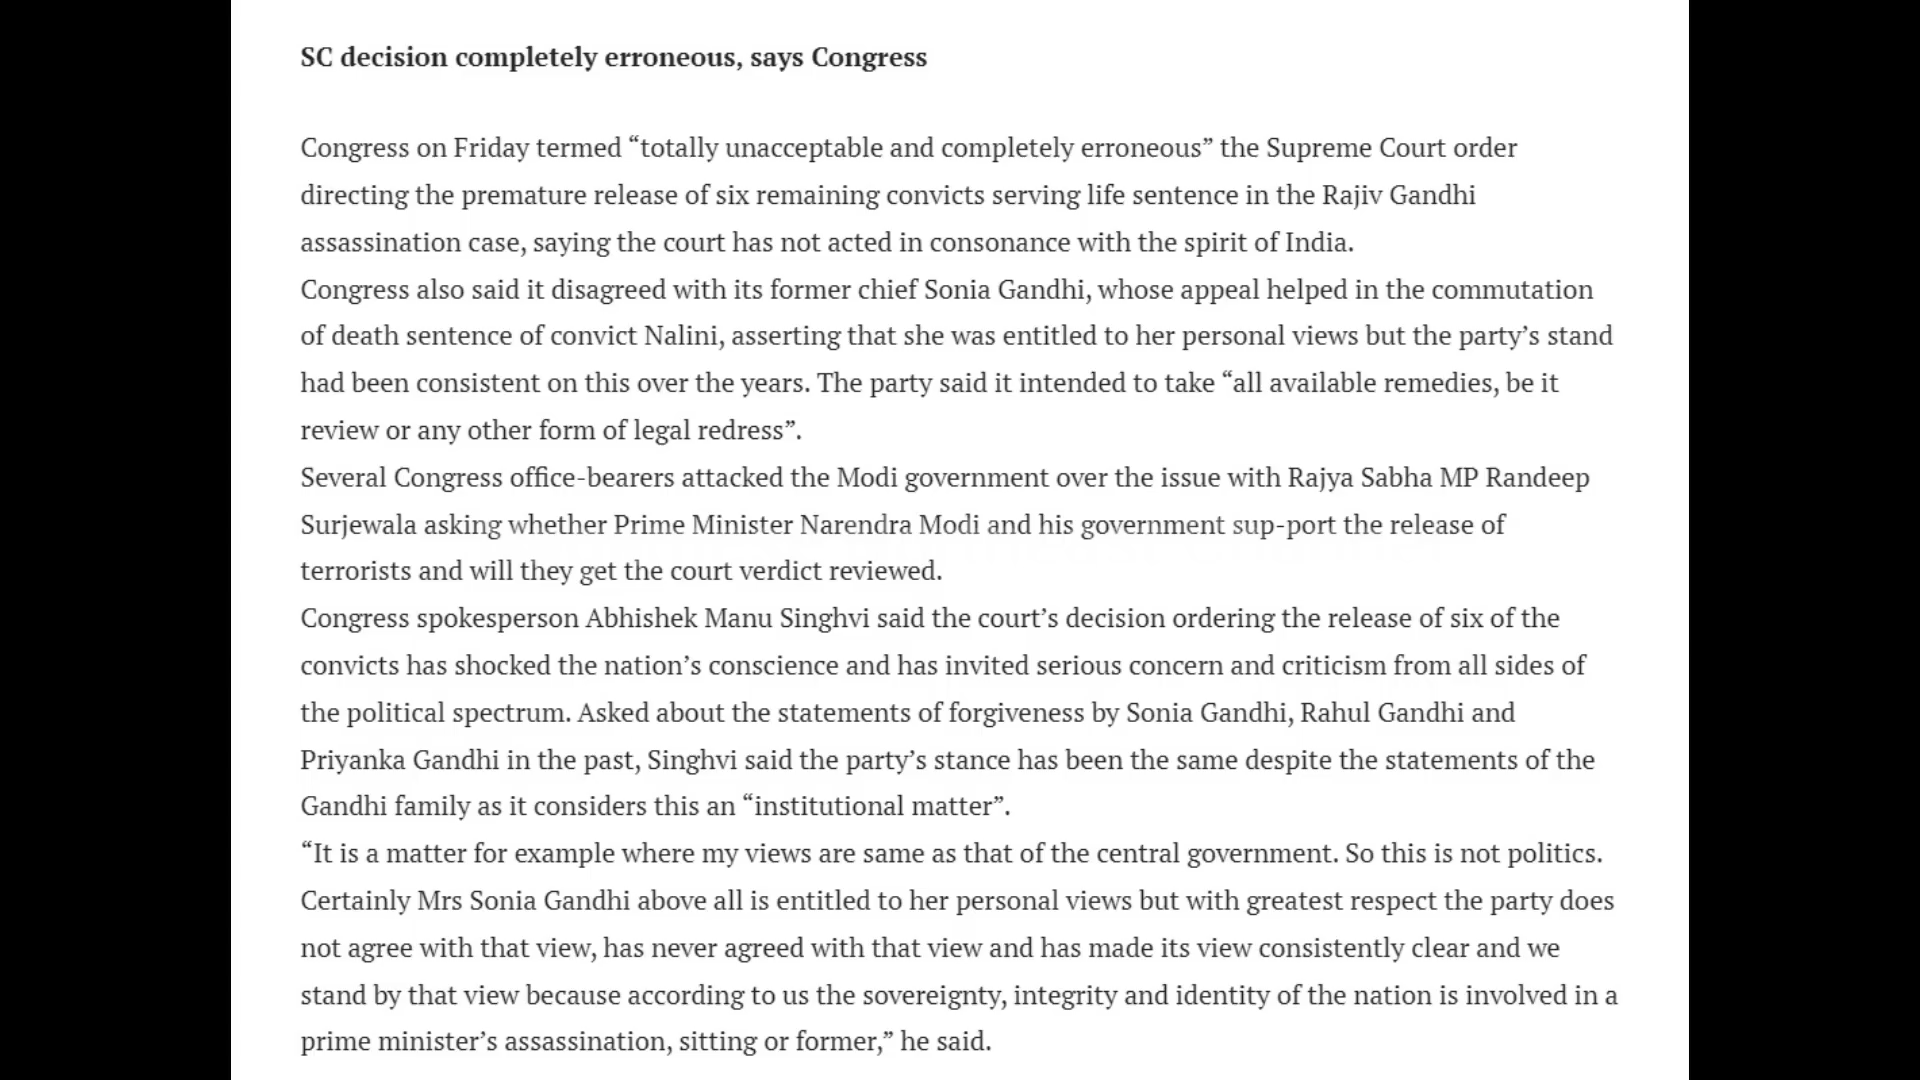 SC decision completely erroneous, says Congress
Congress on Friday termed “totally unacceptable and completely erroneous” the Supreme Court order
directing the premature release of six remaining convicts serving life sentence in the Rajiv Gandhi
assassination case, saying the court has not acted in consonance with the spirit of India.
Congress also said it disagreed with its former chief Sonia Gandhi, whose appeal helped in the commutation
of death sentence of convict Nalini, asserting that she was entitled to her personal views but the party’s stand
had been consistent on this over the years. The party said it intended to take “all available remedies, be it
review or any other form of legal redress”.
Several Congress office-bearers attacked the Modi government over the issue with Rajya Sabha MP Randeep
Surjewala asking whether Prime Minister Narendra Modi and his government sup-port the release of
terrorists and will they get the court verdict reviewed.
Congress spokesperson Abhishek Manu Singhvi said the court’s decision ordering the release of six of the
convicts has shocked the nation’s conscience and has invited serious concern and criticism from all sides of
the political spectrum. Asked about the statements of forgiveness by Sonia Gandhi, Rahul Gandhi and
Priyanka Gandhi in the past, Singhvi said the party’s stance has been the same despite the statements of the
Gandhi family as it considers this an “institutional matter”.
“It is a matter for example where my views are same as that of the central government. So this is not politics.
Certainly Mrs Sonia Gandhi above all is entitled to her personal views but with greatest respect the party does
not agree with that view, has never agreed with that view and has made its view consistently clear and we
stand by that view because according to us the sovereignty, integrity and identity of the nation is involved in a
prime minister’s assassination, sitting or former,” he said.